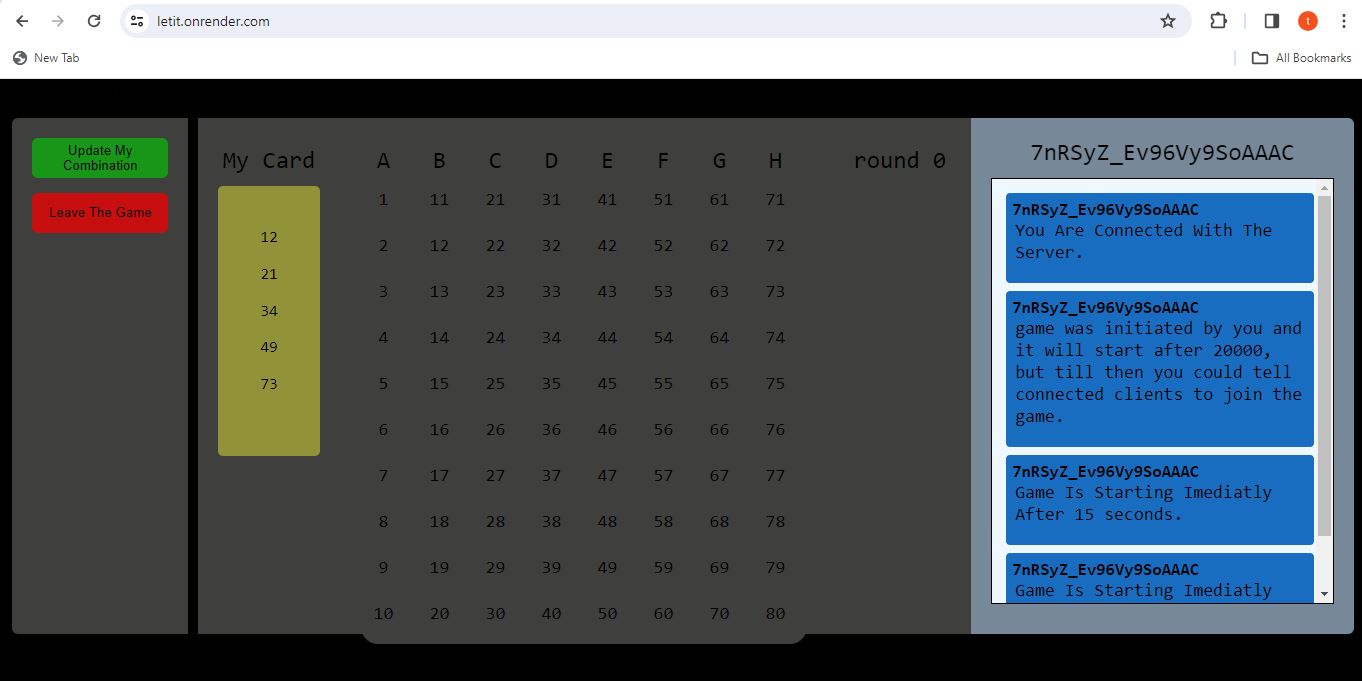 letit.onrender.com
t
New Tab
All Bookmarks
Update My
Combination
Leave The Game
My Card A B C D E F G H round 0
12
21
34
49
73
1 11 21 31 41 51 61 71
2 12 22 32 42 52 62 72
3 13 23 33 43 53 63 73
4 14 24 34 44 54 64 74
5 15 25 35 45 55 65 75
6 16 26 36 46 56 66 76
7 17 27 37 47 57 67 77
8 18 28 38 48 58 68 78
9 19 29 39 49 59 69 79
10 20 30 40 50 60 70 80
7nRSyZ_Ev96Vy9SoAAAC
7nRSyZ_Ev96Vy9SoAAAC
You Are Connected With The
Server.
7nRSyZ_Ev96Vy9SoAAAC
game was initiated by you and
it will start after 20000,
but till then you could tell
connected clients to join the
game.
7nRSyZ_Ev96Vy9SoAAAC
Game Is Starting Imediatly
After 15 seconds.
7nRSyZ_Ev96Vy9SoAAAC
Game Is Starting Imediatly